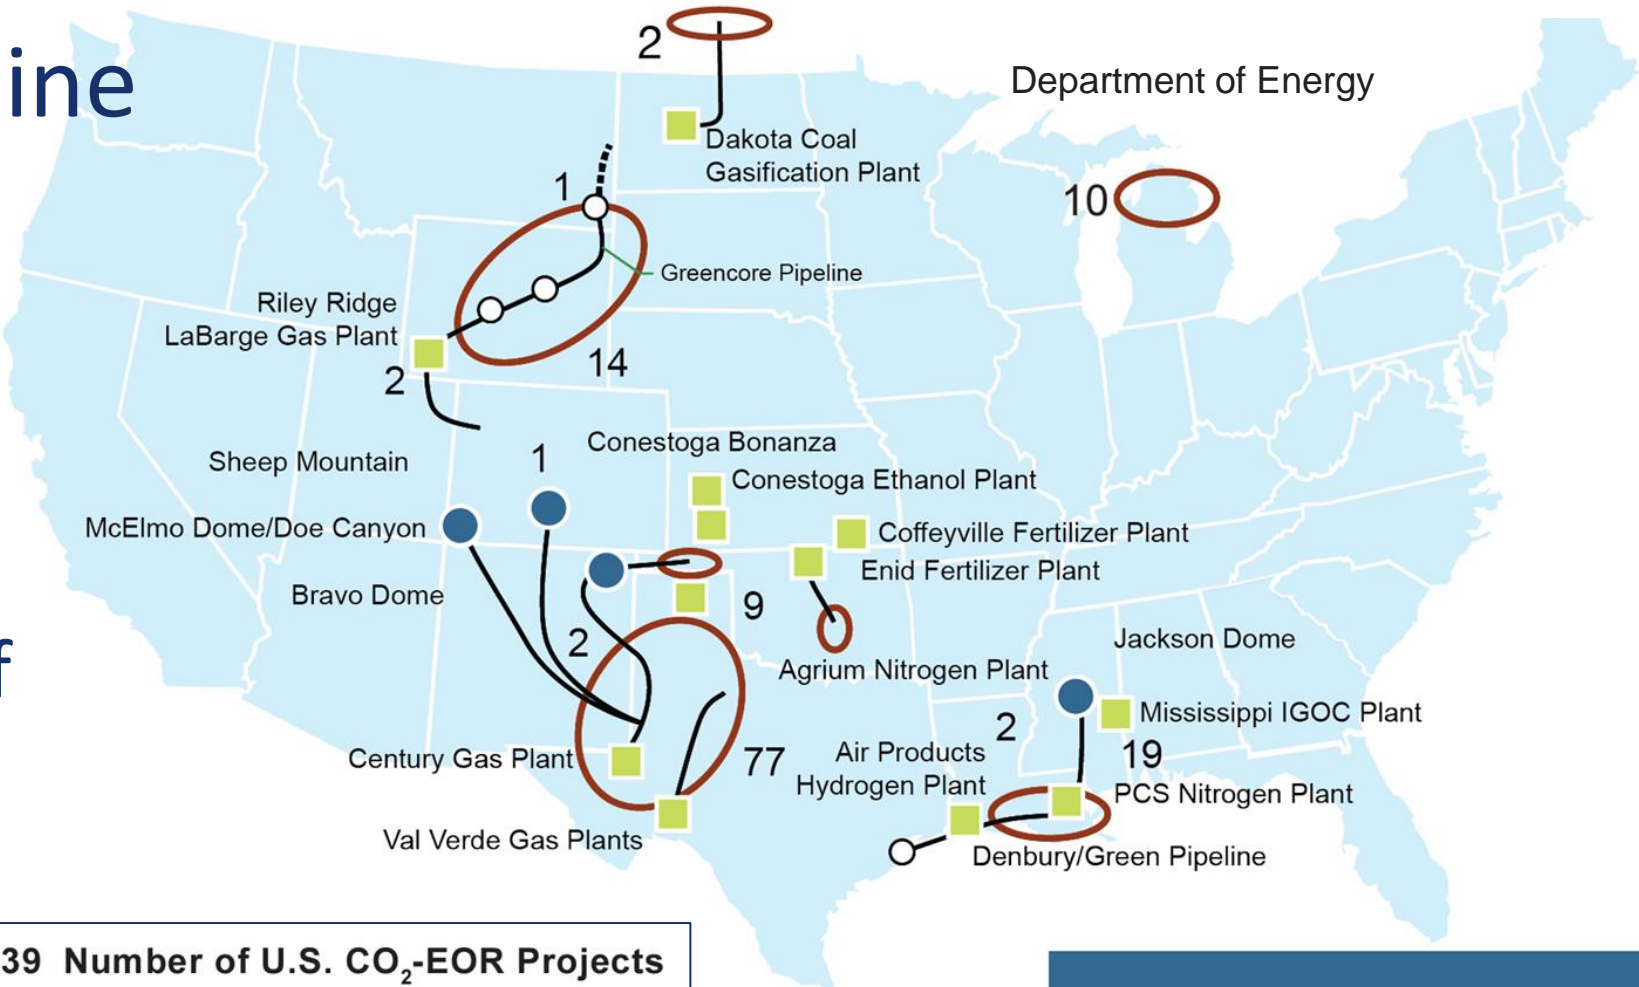 ine
2
Department of Energy
Dakota Coal
Gasification Plant
1
10
Greencore Pipeline
Riley Ridge
LaBarge Gas Plant
14
2
Conestoga Bonanza
1
Sheep Mountain
Conestoga Ethanol Plant
McElmo Dome/Doe Canyon
Coffeyville Fertilizer Plant
Enid Fertilizer Plant
Bravo Dome
9
2
f
Jackson Dome
Agrium Nitrogen Plant
Mississippi IGOC Plant
2
19
Century Gas Plant
77
Air Products
Hydrogen Plant
PCS Nitrogen Plant
Val Verde Gas Plants
Denbury/Green Pipeline
39 Number of U.S. CO₂-EOR Projects